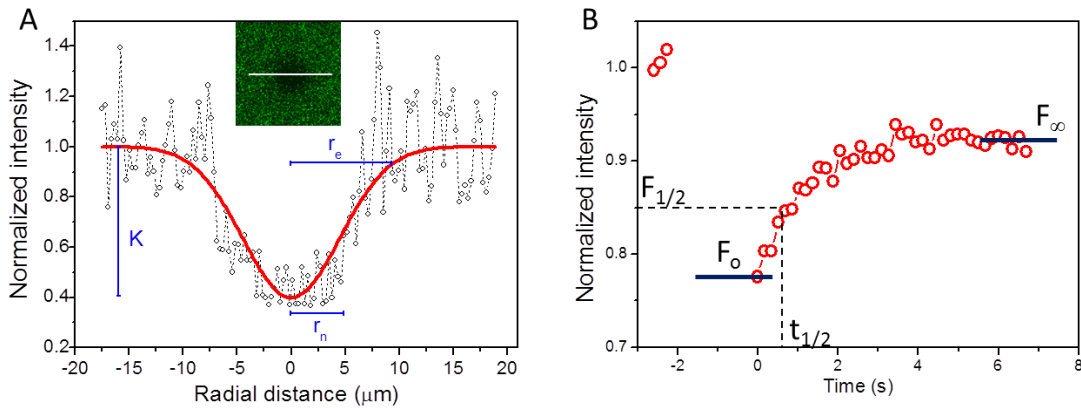 A
1.4
1.2
1.0
0.8
0.6
0.4
0.2
Normalized intensity
K
r_e
r_n
-20 -15 -10 -5 0 5 10 15 20
Radial distance (μm)
B
1.0
0.9
0.8
0.7
Normalized intensity
F_∞
F_1/2
F_o
t_1/2
-2 0 2 4 6 8
Time (s)